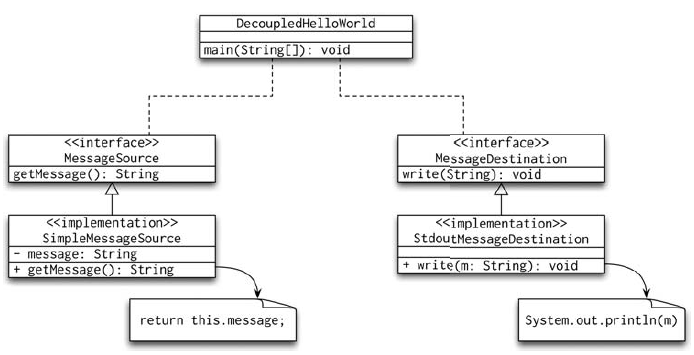 DecoupledHelloWorld
main(String[]): void
<<interface>>
MessageSource
getMessage(): String
<<interface>>
MessageDestination
write(String): void
<<implementation>>
SimpleMessageSource
- message: String
+ getMessage(): String
<<implementation>>
StdoutMessageDestination
+ write(m: String): void
return this.message;
System.out.println(m)